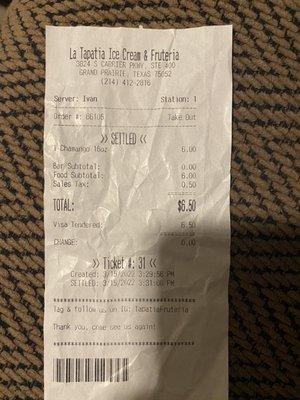 La Tapatia Ice Cream & Fruteria
3824 S CARRIER PKWY, STE 400
GRAND PRAIRIE, TEXAS 75052
(214) 412-2816
Server: Ivan Station: 1
Order #: 66105 Take Out
>> SETTLED <<
1 Chamango 16oz 6.00
Bar Subtotal: 0.00
Food Subtotal: 6.00
Sales Tax: 0.50
TOTAL: $6.50
Visa Tendered: 6.50
CHANGE: 0.00
>> Ticket #: 31 <<
Created: 3/15/2022 3:29:56 PM
SETTLED: 3/15/2022 3:31:00 PM
Tag & follow us on IG: TapatiaFruteria
Thank you, come see us again!